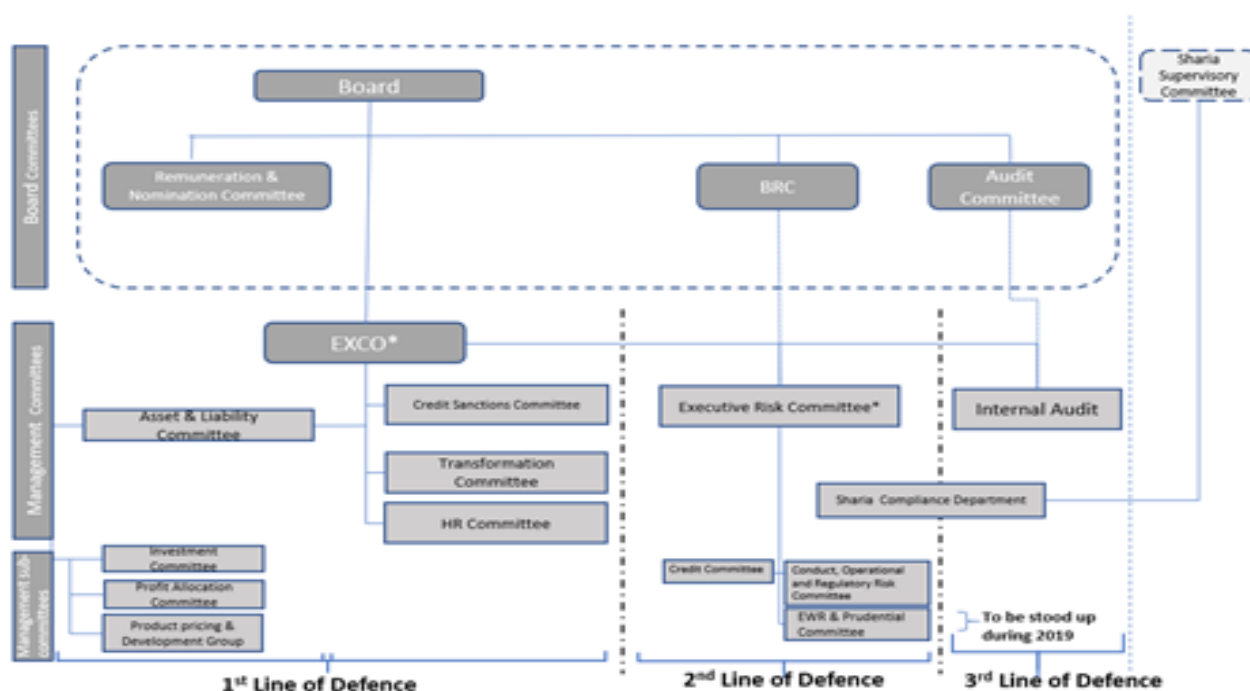 Board Committees
Board
Sharia
Supervisory
Committee
Remuneration &
Nomination Committee
BRC
Audit
Committee
Management Committees
EXCO*
Asset & Liability
Committee
Credit Sanctions Committee
Executive Risk Committee*
Internal Audit
Transformation
Committee
Sharia Compliance Department
HR Committee
Management sub-
committees
Investment
Committee
Profit Allocation
Committee
Product pricing &
Development Group
Credit Committee
Conduct, Operational
and Regulatory Risk
Committee
EWR & Prudential
Committee
To be stood up
during 2019
1st Line of Defence
2nd Line of Defence
3rd Line of Defence